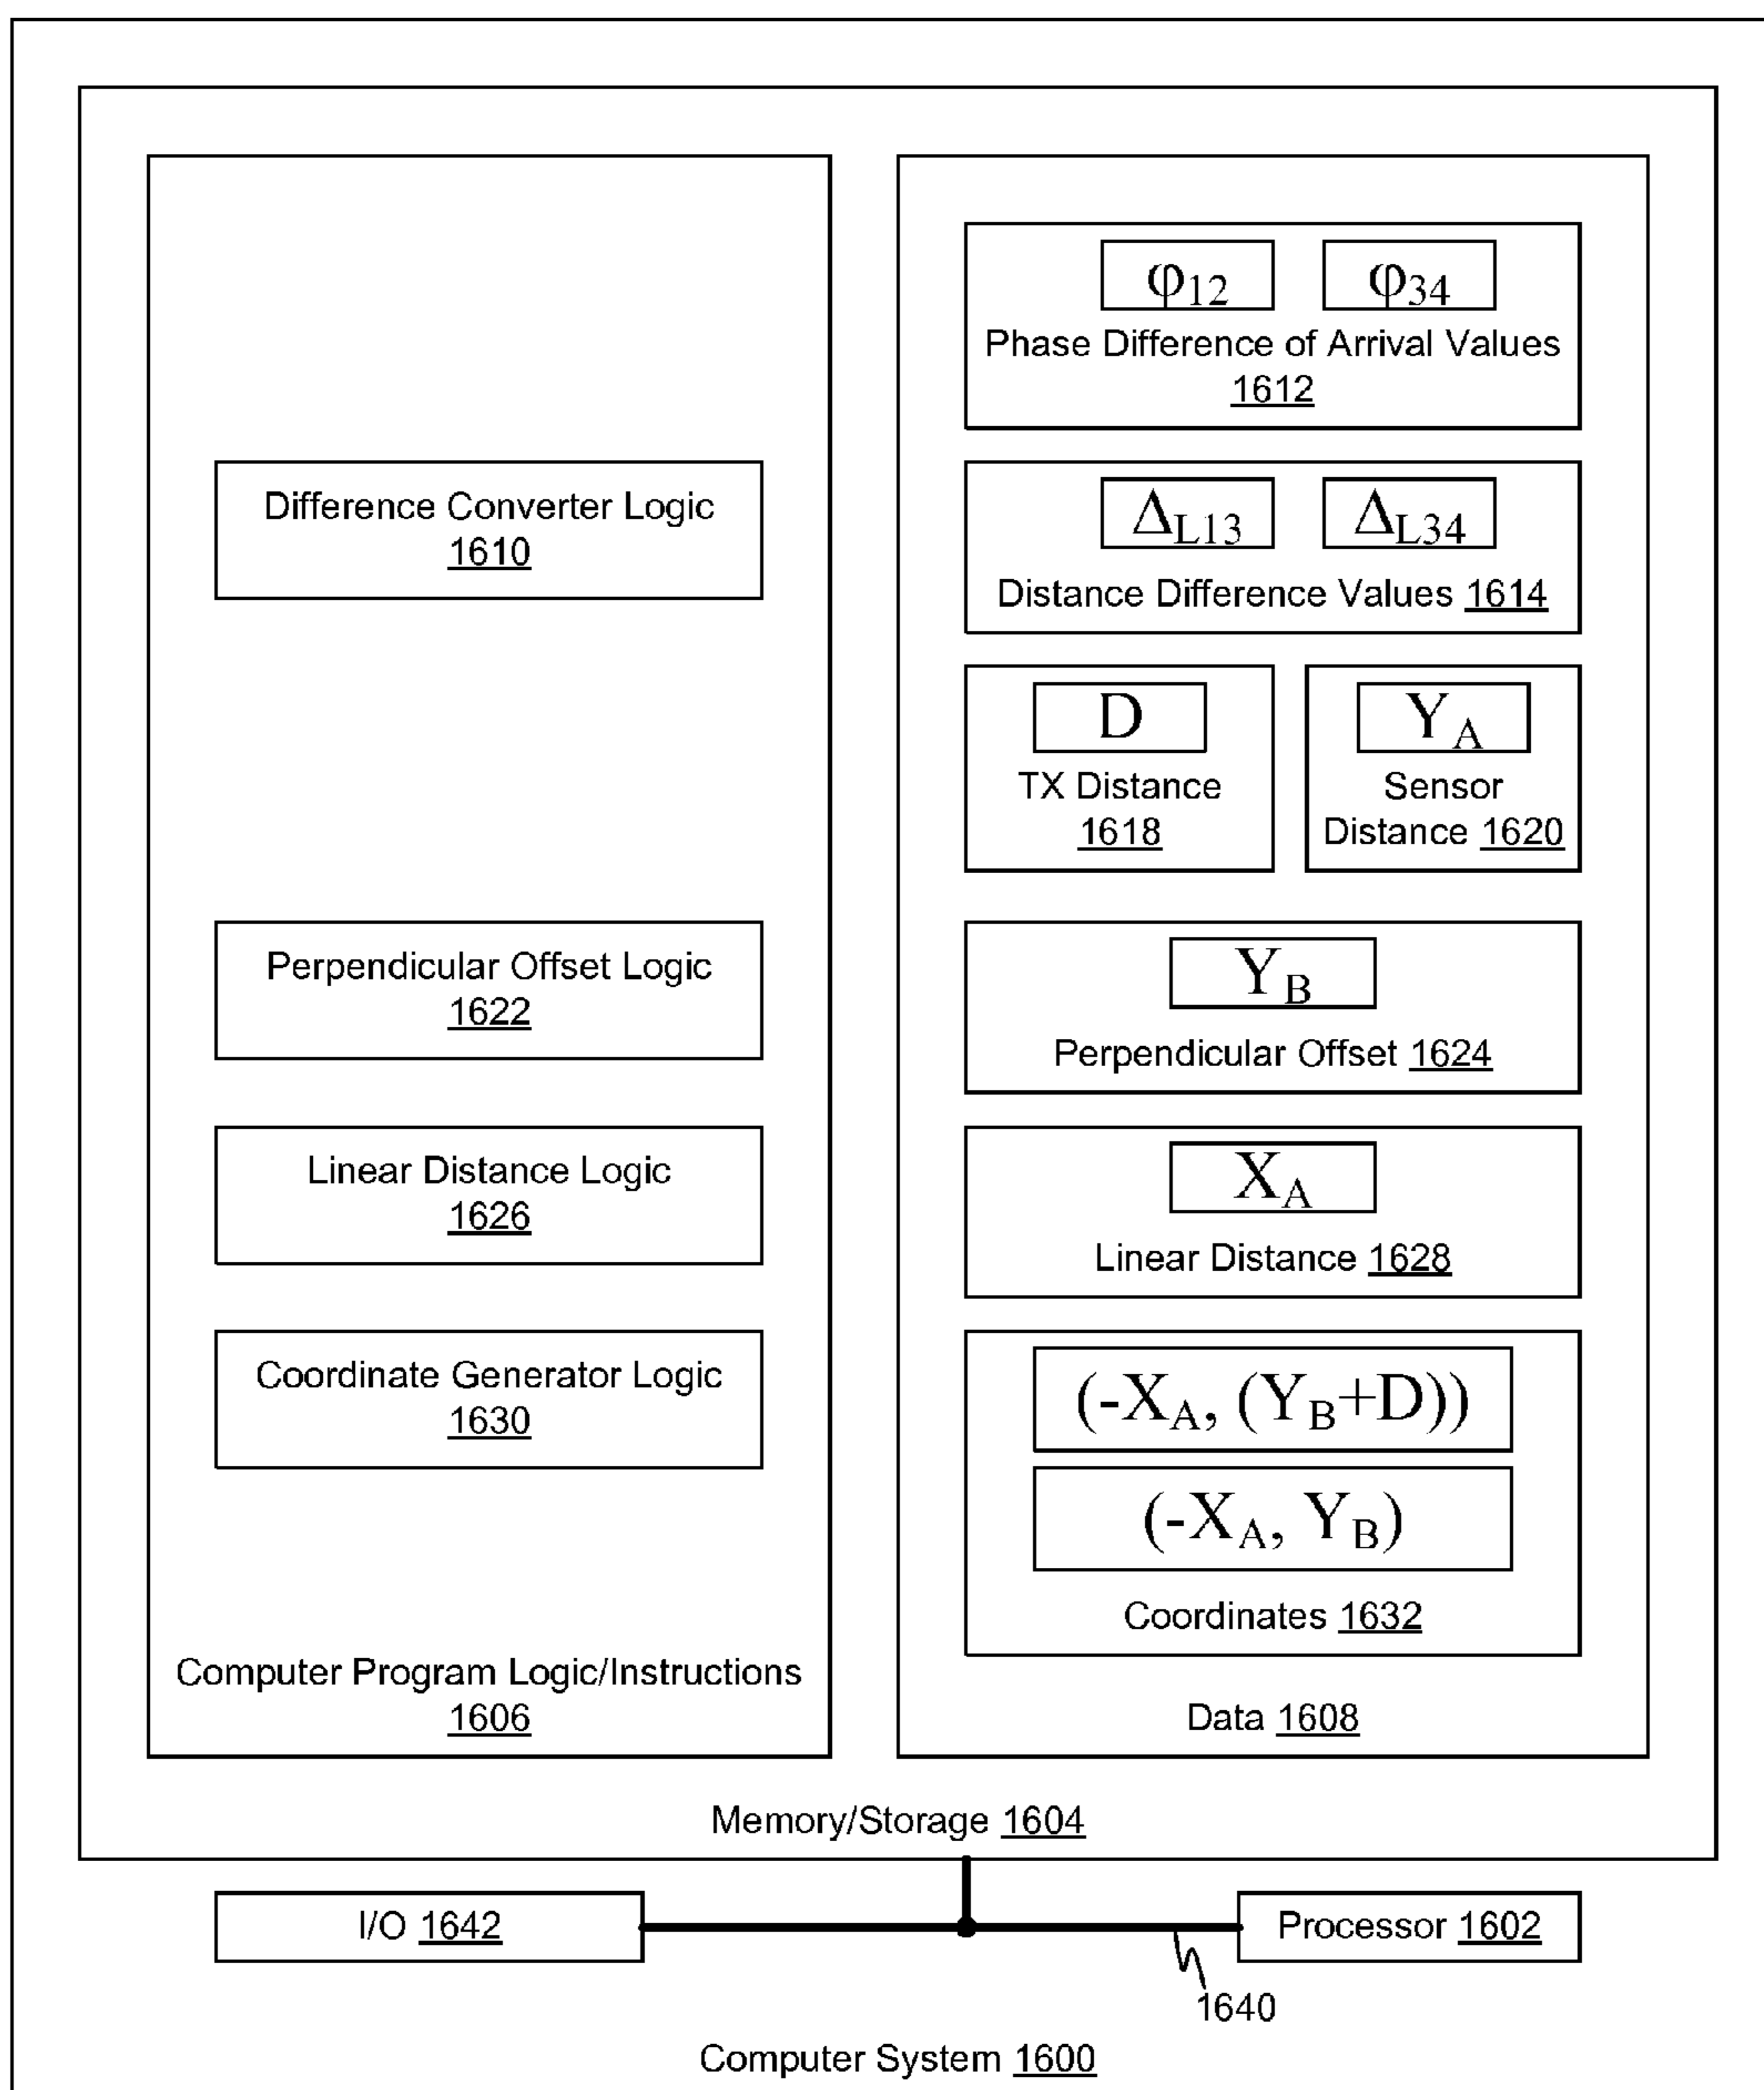 φ12 φ34
Phase Difference of Arrival Values
1612
Difference Converter Logic
1610
ΔL13 ΔL34
Distance Difference Values 1614
D
TX Distance
1618
YA
Sensor
Distance 1620
Perpendicular Offset Logic
1622
YB
Perpendicular Offset 1624
Linear Distance Logic
1626
XA
Linear Distance 1628
Coordinate Generator Logic
1630
(-XA, (YB+D))
(-XA, YB)
Coordinates 1632
Computer Program Logic/Instructions
1606
Data 1608
Memory/Storage 1604
I/O 1642
Processor 1602
1640
Computer System 1600